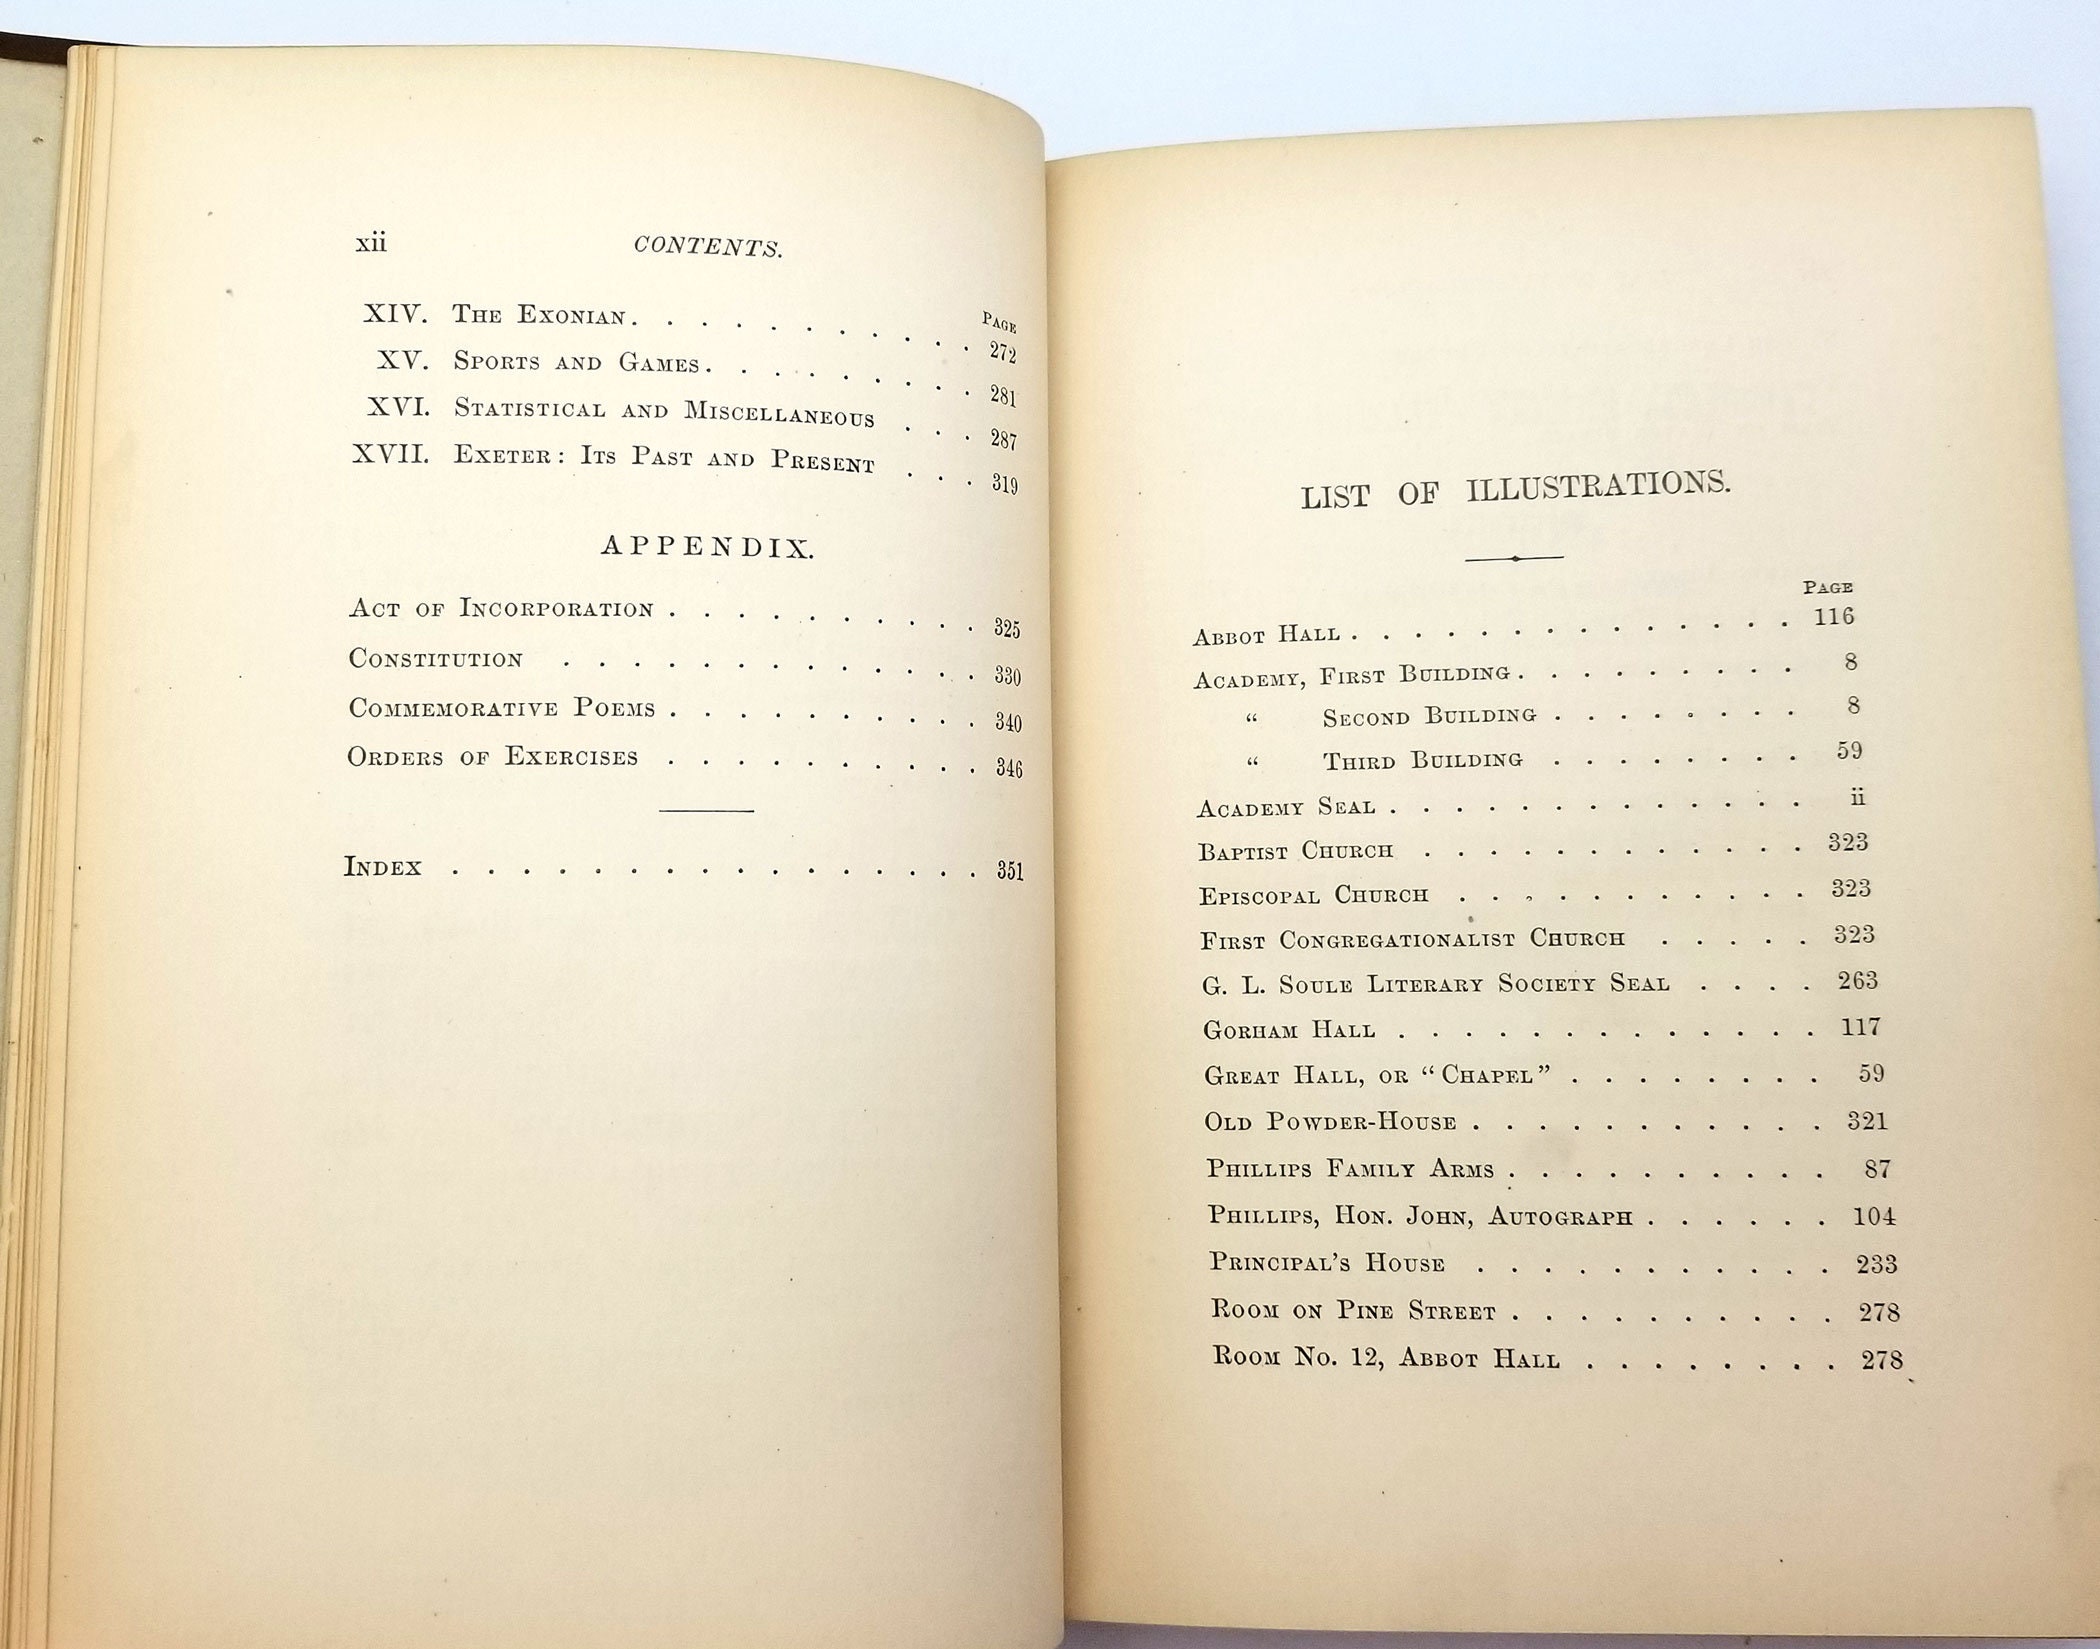 xii CONTENTS.
PAGE
XIV. THE EXONIAN . . . . . . . . . . 272
XV. SPORTS AND GAMES . . . . . . . . 281
XVI. STATISTICAL AND MISCELLANEOUS . . . 287
XVII. EXETER: ITS PAST AND PRESENT . . . 319
APPENDIX.
ACT OF INCORPORATION . . . . . . . . . 325
CONSTITUTION . . . . . . . . . . . . 330
COMMEMORATIVE POEMS . . . . . . . . . 340
ORDERS OF EXERCISES . . . . . . . . . 346
INDEX . . . . . . . . . . . . . . . 351
LIST OF ILLUSTRATIONS.
PAGE
ABBOT HALL . . . . . . . . . . . . . . 116
ACADEMY, FIRST BUILDING . . . . . . . . . 8
“ SECOND BUILDING . . . . . . . . 8
“ THIRD BUILDING . . . . . . . . 59
ACADEMY SEAL . . . . . . . . . . . . . ii
BAPTIST CHURCH . . . . . . . . . . . . 323
EPISCOPAL CHURCH . . . . . . . . . . . 323
FIRST CONGREGATIONALIST CHURCH . . . . . 323
G. L. SOULE LITERARY SOCIETY SEAL . . . . 263
GORHAM HALL . . . . . . . . . . . . . 117
GREAT HALL, OR “CHAPEL” . . . . . . . . 59
OLD POWDER-HOUSE . . . . . . . . . . . 321
PHILLIPS FAMILY ARMS . . . . . . . . . . 87
PHILLIPS, HON. JOHN, AUTOGRAPH . . . . . . 104
PRINCIPAL’S HOUSE . . . . . . . . . . . 233
ROOM ON PINE STREET . . . . . . . . . . 278
ROOM NO. 12, ABBOT HALL . . . . . . . . 278